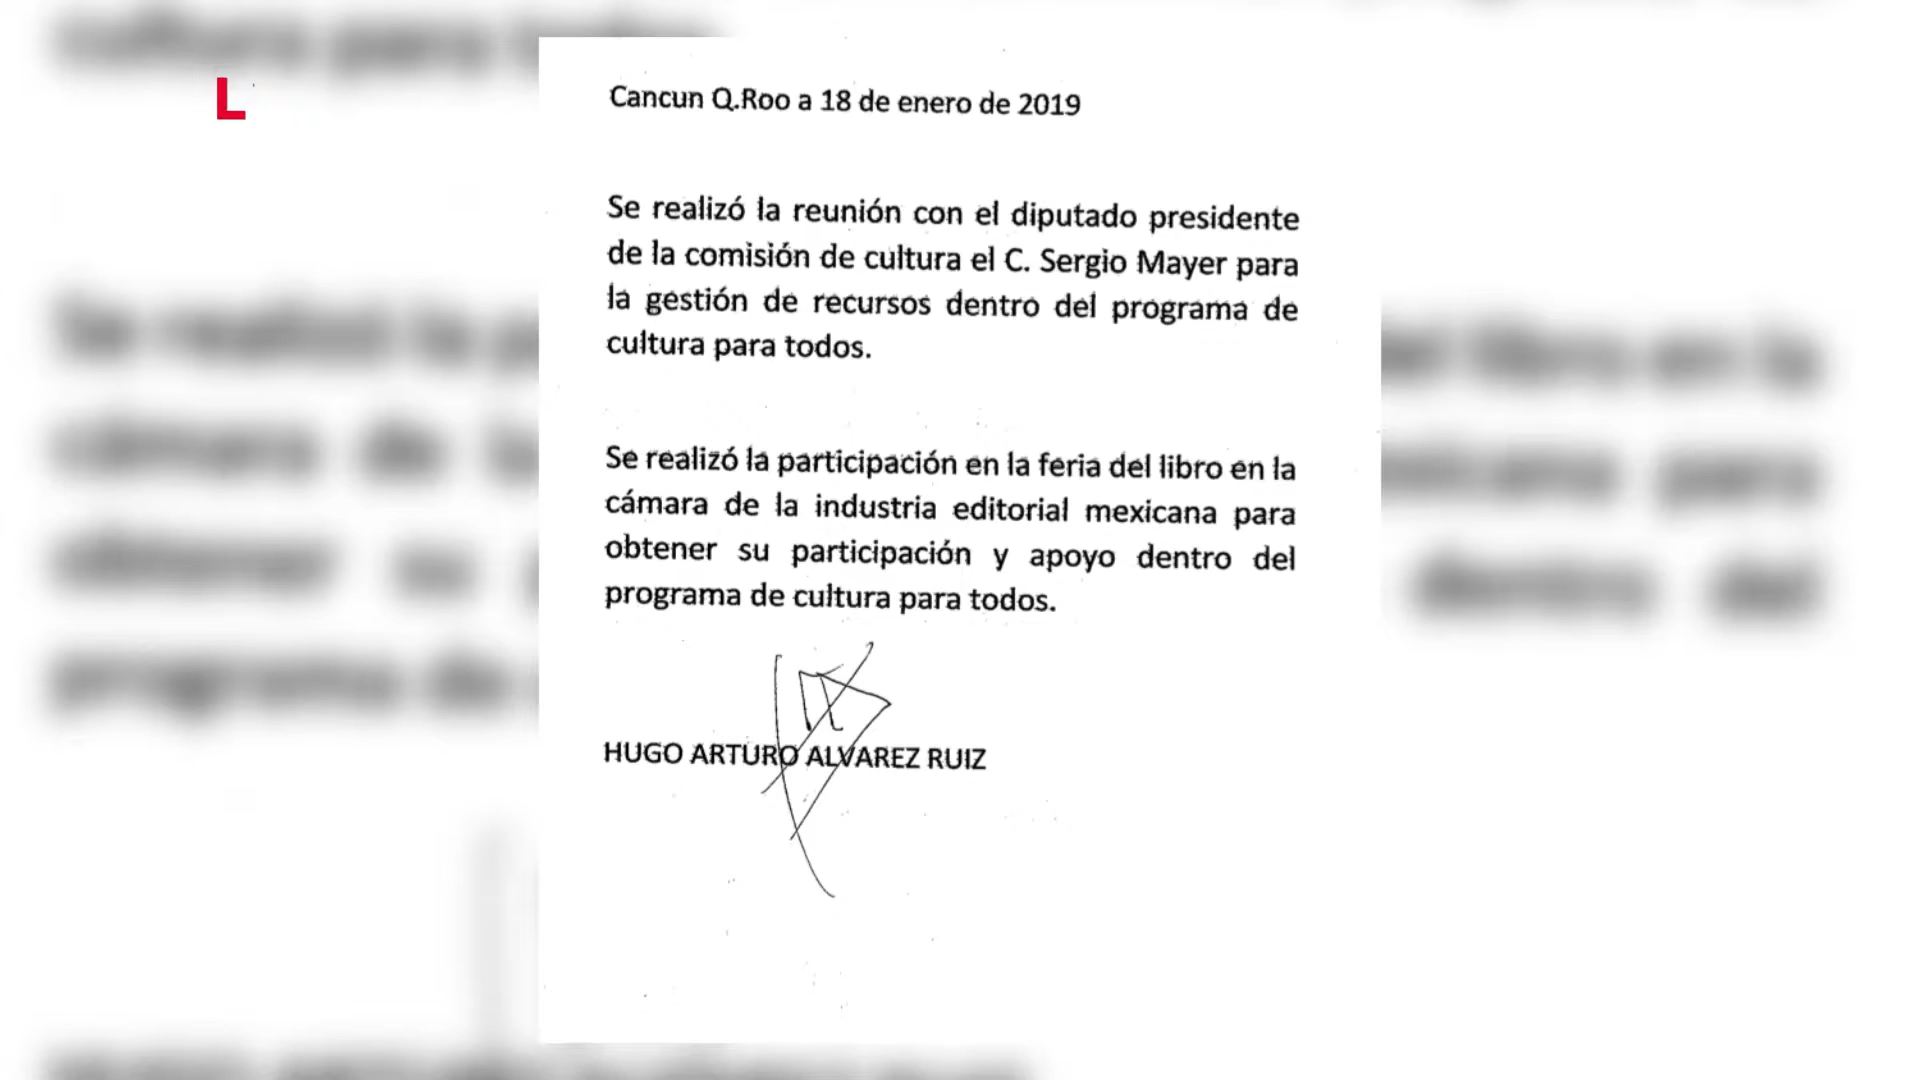 L
Cancun Q.Roo a 18 de enero de 2019
Se realizó la reunión con el diputado presidente
de la comisión de cultura el C. Sergio Mayer para
la gestión de recursos dentro del programa de
cultura para todos.
Se realizó la participación en la feria del libro en la
cámara de la industria editorial mexicana para
obtener su participación y apoyo dentro del
programa de cultura para todos.
HUGO ARTURO ALVAREZ RUIZ